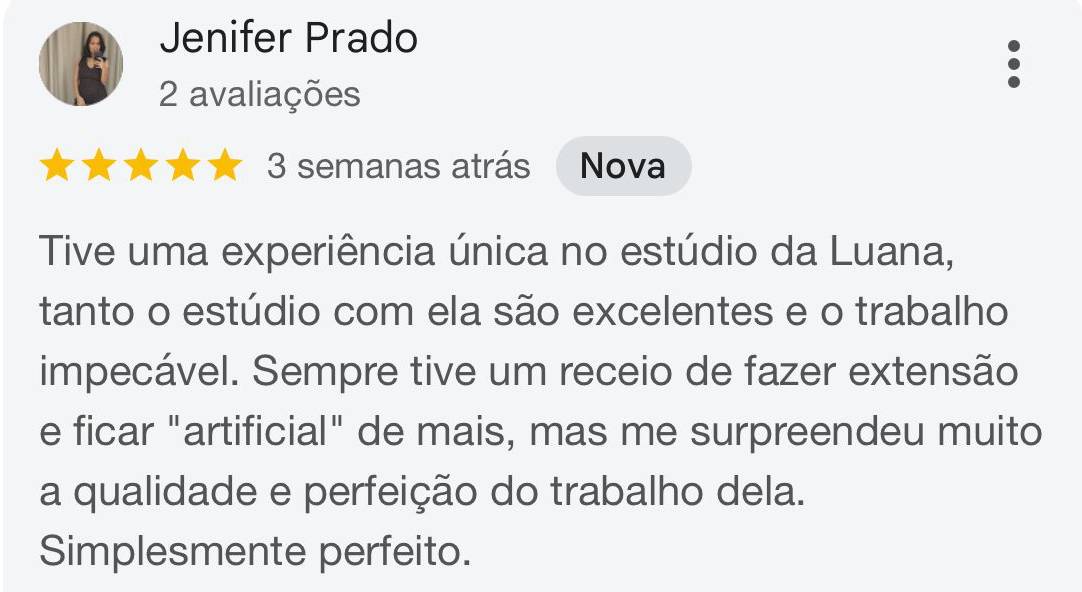 Jenifer Prado
2 avaliações
3 semanas atrás Nova
Tive uma experiência única no estúdio da Luana,
tanto o estúdio com ela são excelentes e o trabalho
impecável. Sempre tive um receio de fazer extensão
e ficar "artificial" de mais, mas me surpreendeu muito
a qualidade e perfeição do trabalho dela.
Simplesmente perfeito.